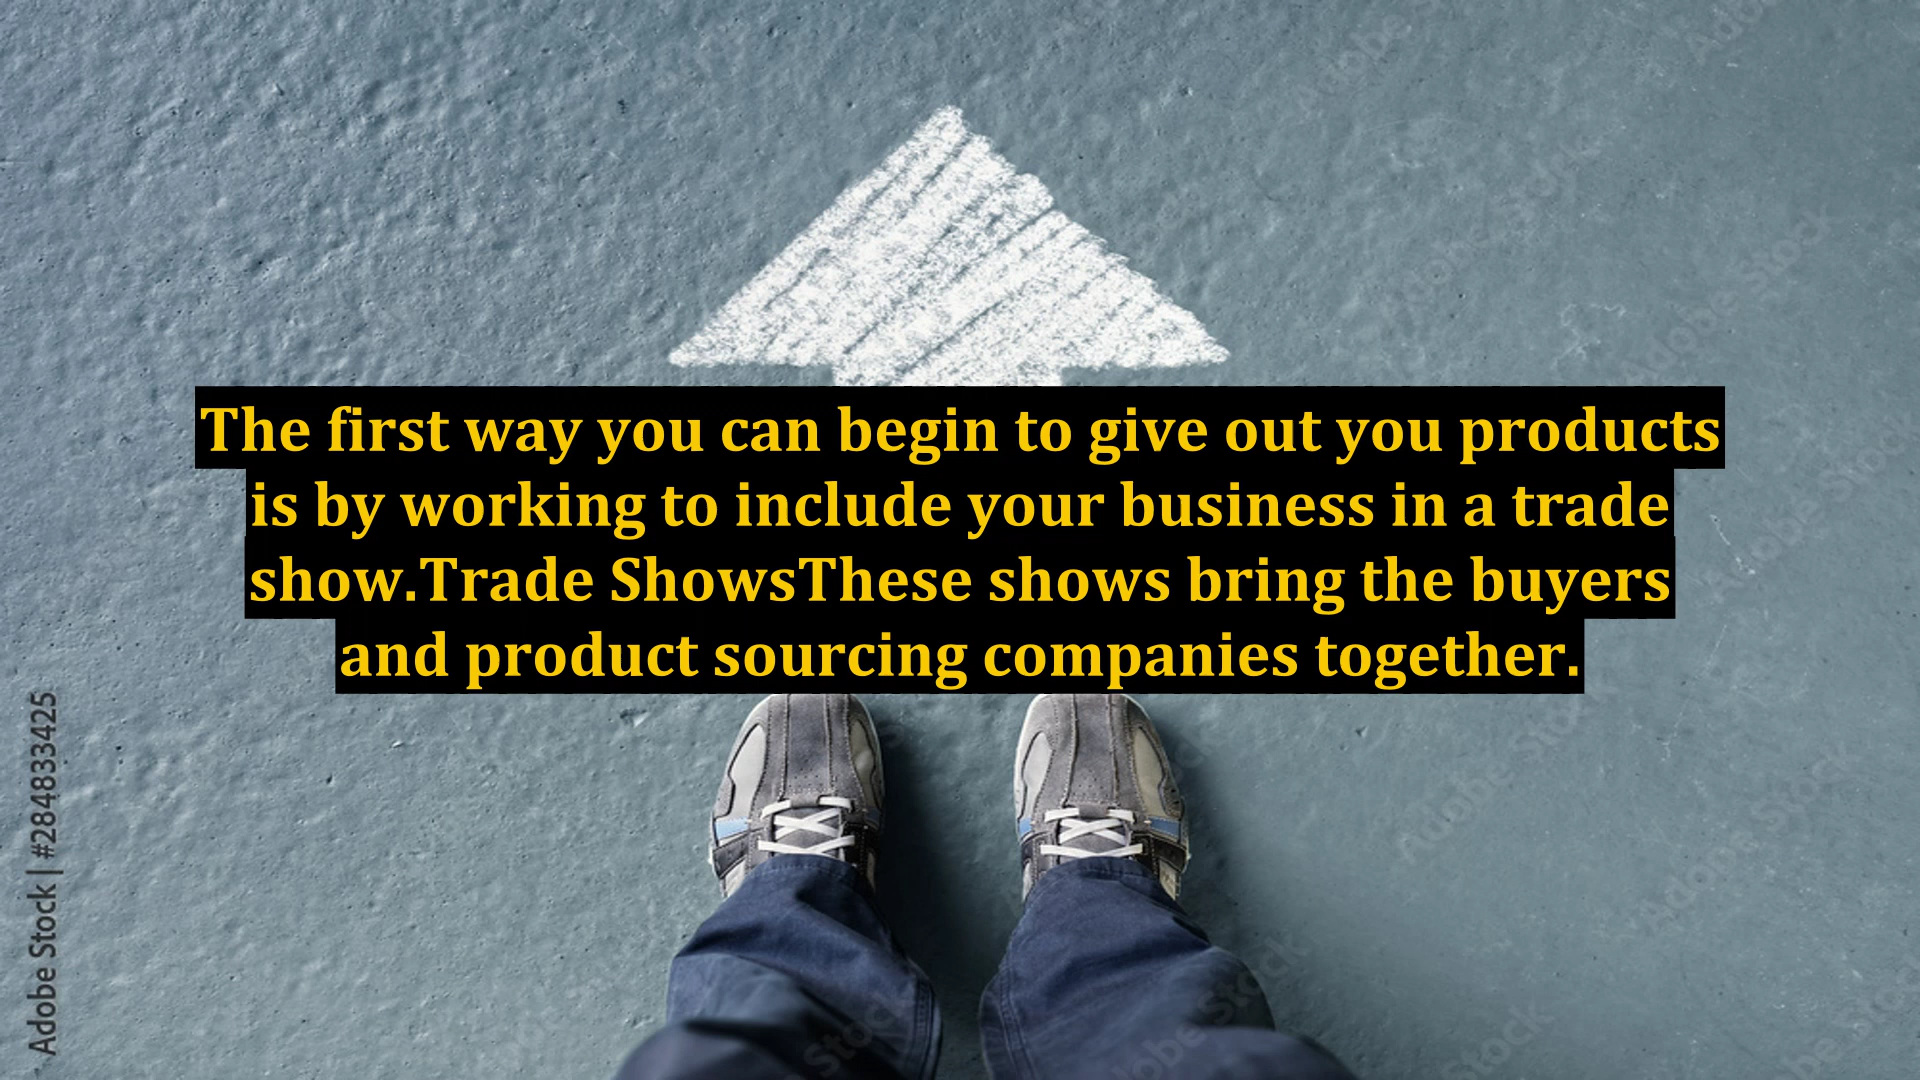 The first way you can begin to give out you products
is by working to include your business in a trade
show.Trade ShowsThese shows bring the buyers
and product sourcing companies together.
Adobe Stock | #284833425